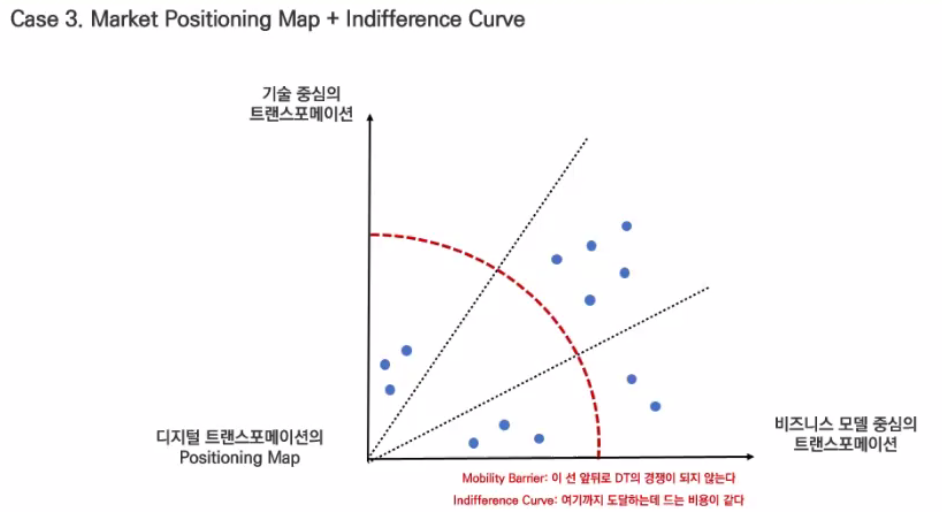 Case 3. Market Positioning Map + Indifference Curve
기술 중심의
트랜스포메이션
디지털 트랜스포메이션의
Positioning Map
비즈니스 모델 중심의
트랜스포메이션
Mobility Barrier: 이 선 앞뒤로 DT의 경쟁이 되지 않는다
Indifference Curve: 여기까지 도달하는데 드는 비용이 같다